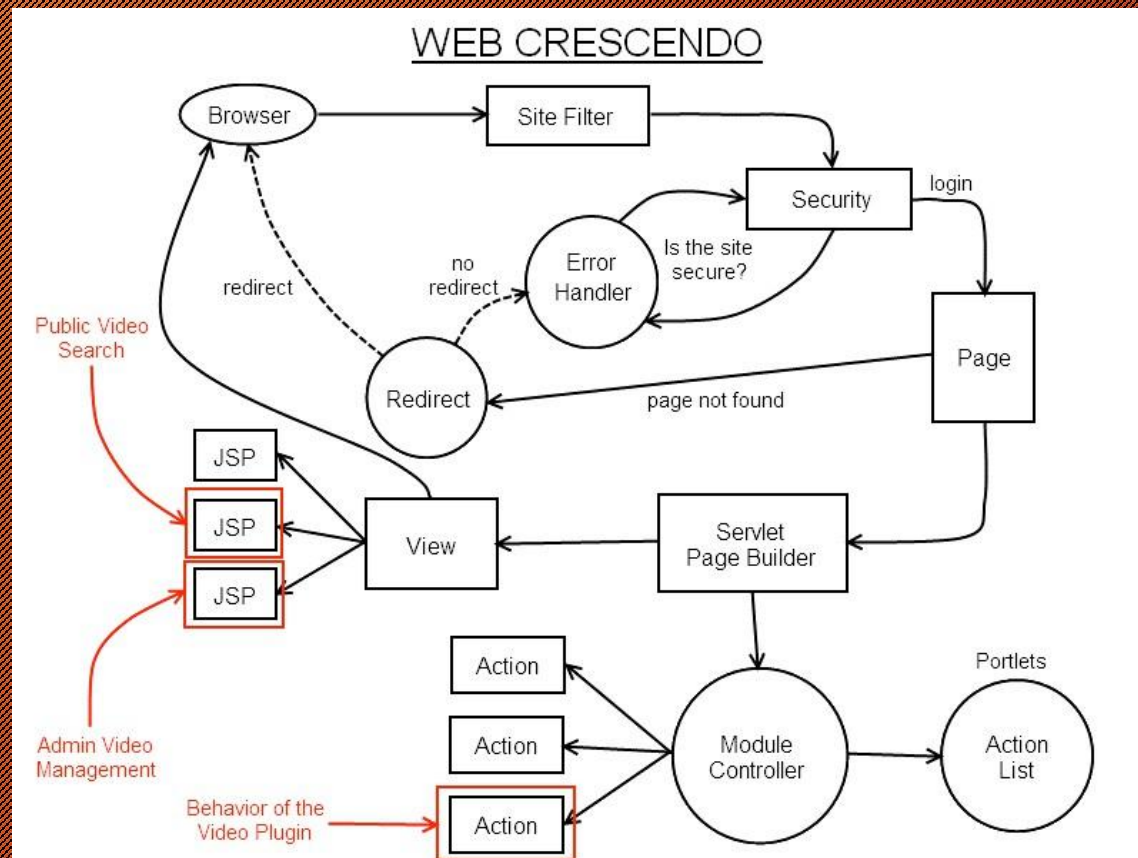 WEB CRESCENDO
Browser
Site Filter
Security
login
Is the site
secure?
Error
Handler
no
redirect
redirect
Public Video
Search
Redirect
page not found
Page
JSP
JSP
JSP
View
Servlet
Page Builder
Admin Video
Management
Action
Action
Action
Module
Controller
Portlets
Action
List
Behavior of the
Video Plugin